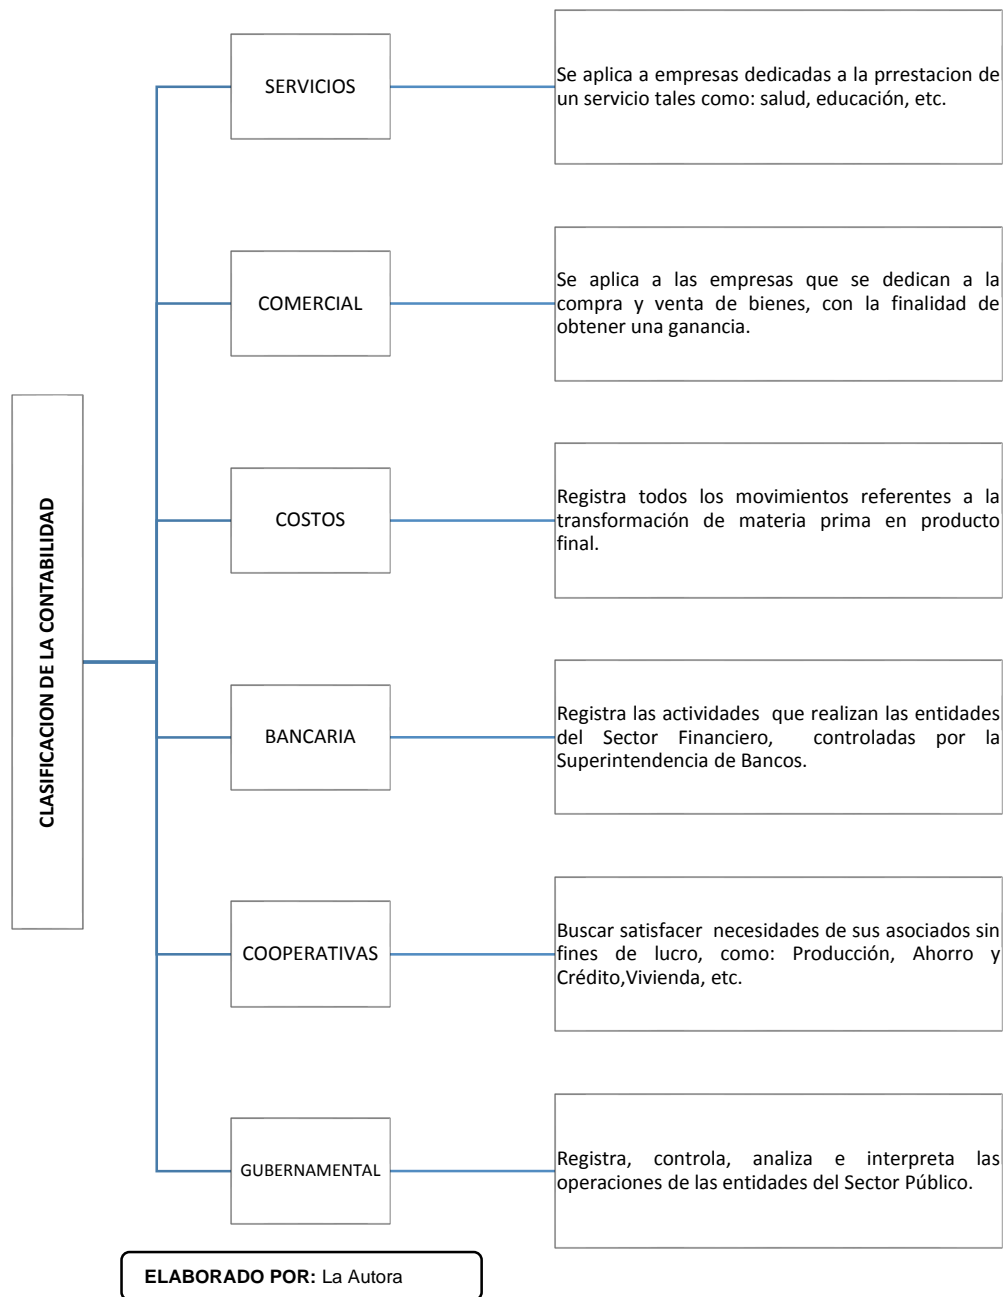 CLASIFICACION DE LA CONTABILIDAD
SERVICIOS
Se aplica a empresas dedicadas a la prrestacion de
un servicio tales como: salud, educación, etc.
COMERCIAL
Se aplica a las empresas que se dedican a la
compra y venta de bienes, con la finalidad de
obtener una ganancia.
COSTOS
Registra todos los movimientos referentes a la
transformación de materia prima en producto
final.
BANCARIA
Registra las actividades que realizan las entidades
del Sector Financiero, controladas por la
Superintendencia de Bancos.
COOPERATIVAS
Buscar satisfacer necesidades de sus asociados sin
fines de lucro, como: Producción, Ahorro y
Crédito,Vivienda, etc.
GUBERNAMENTAL
Registra, controla, analiza e interpreta las
operaciones de las entidades del Sector Público.
ELABORADO POR: La Autora